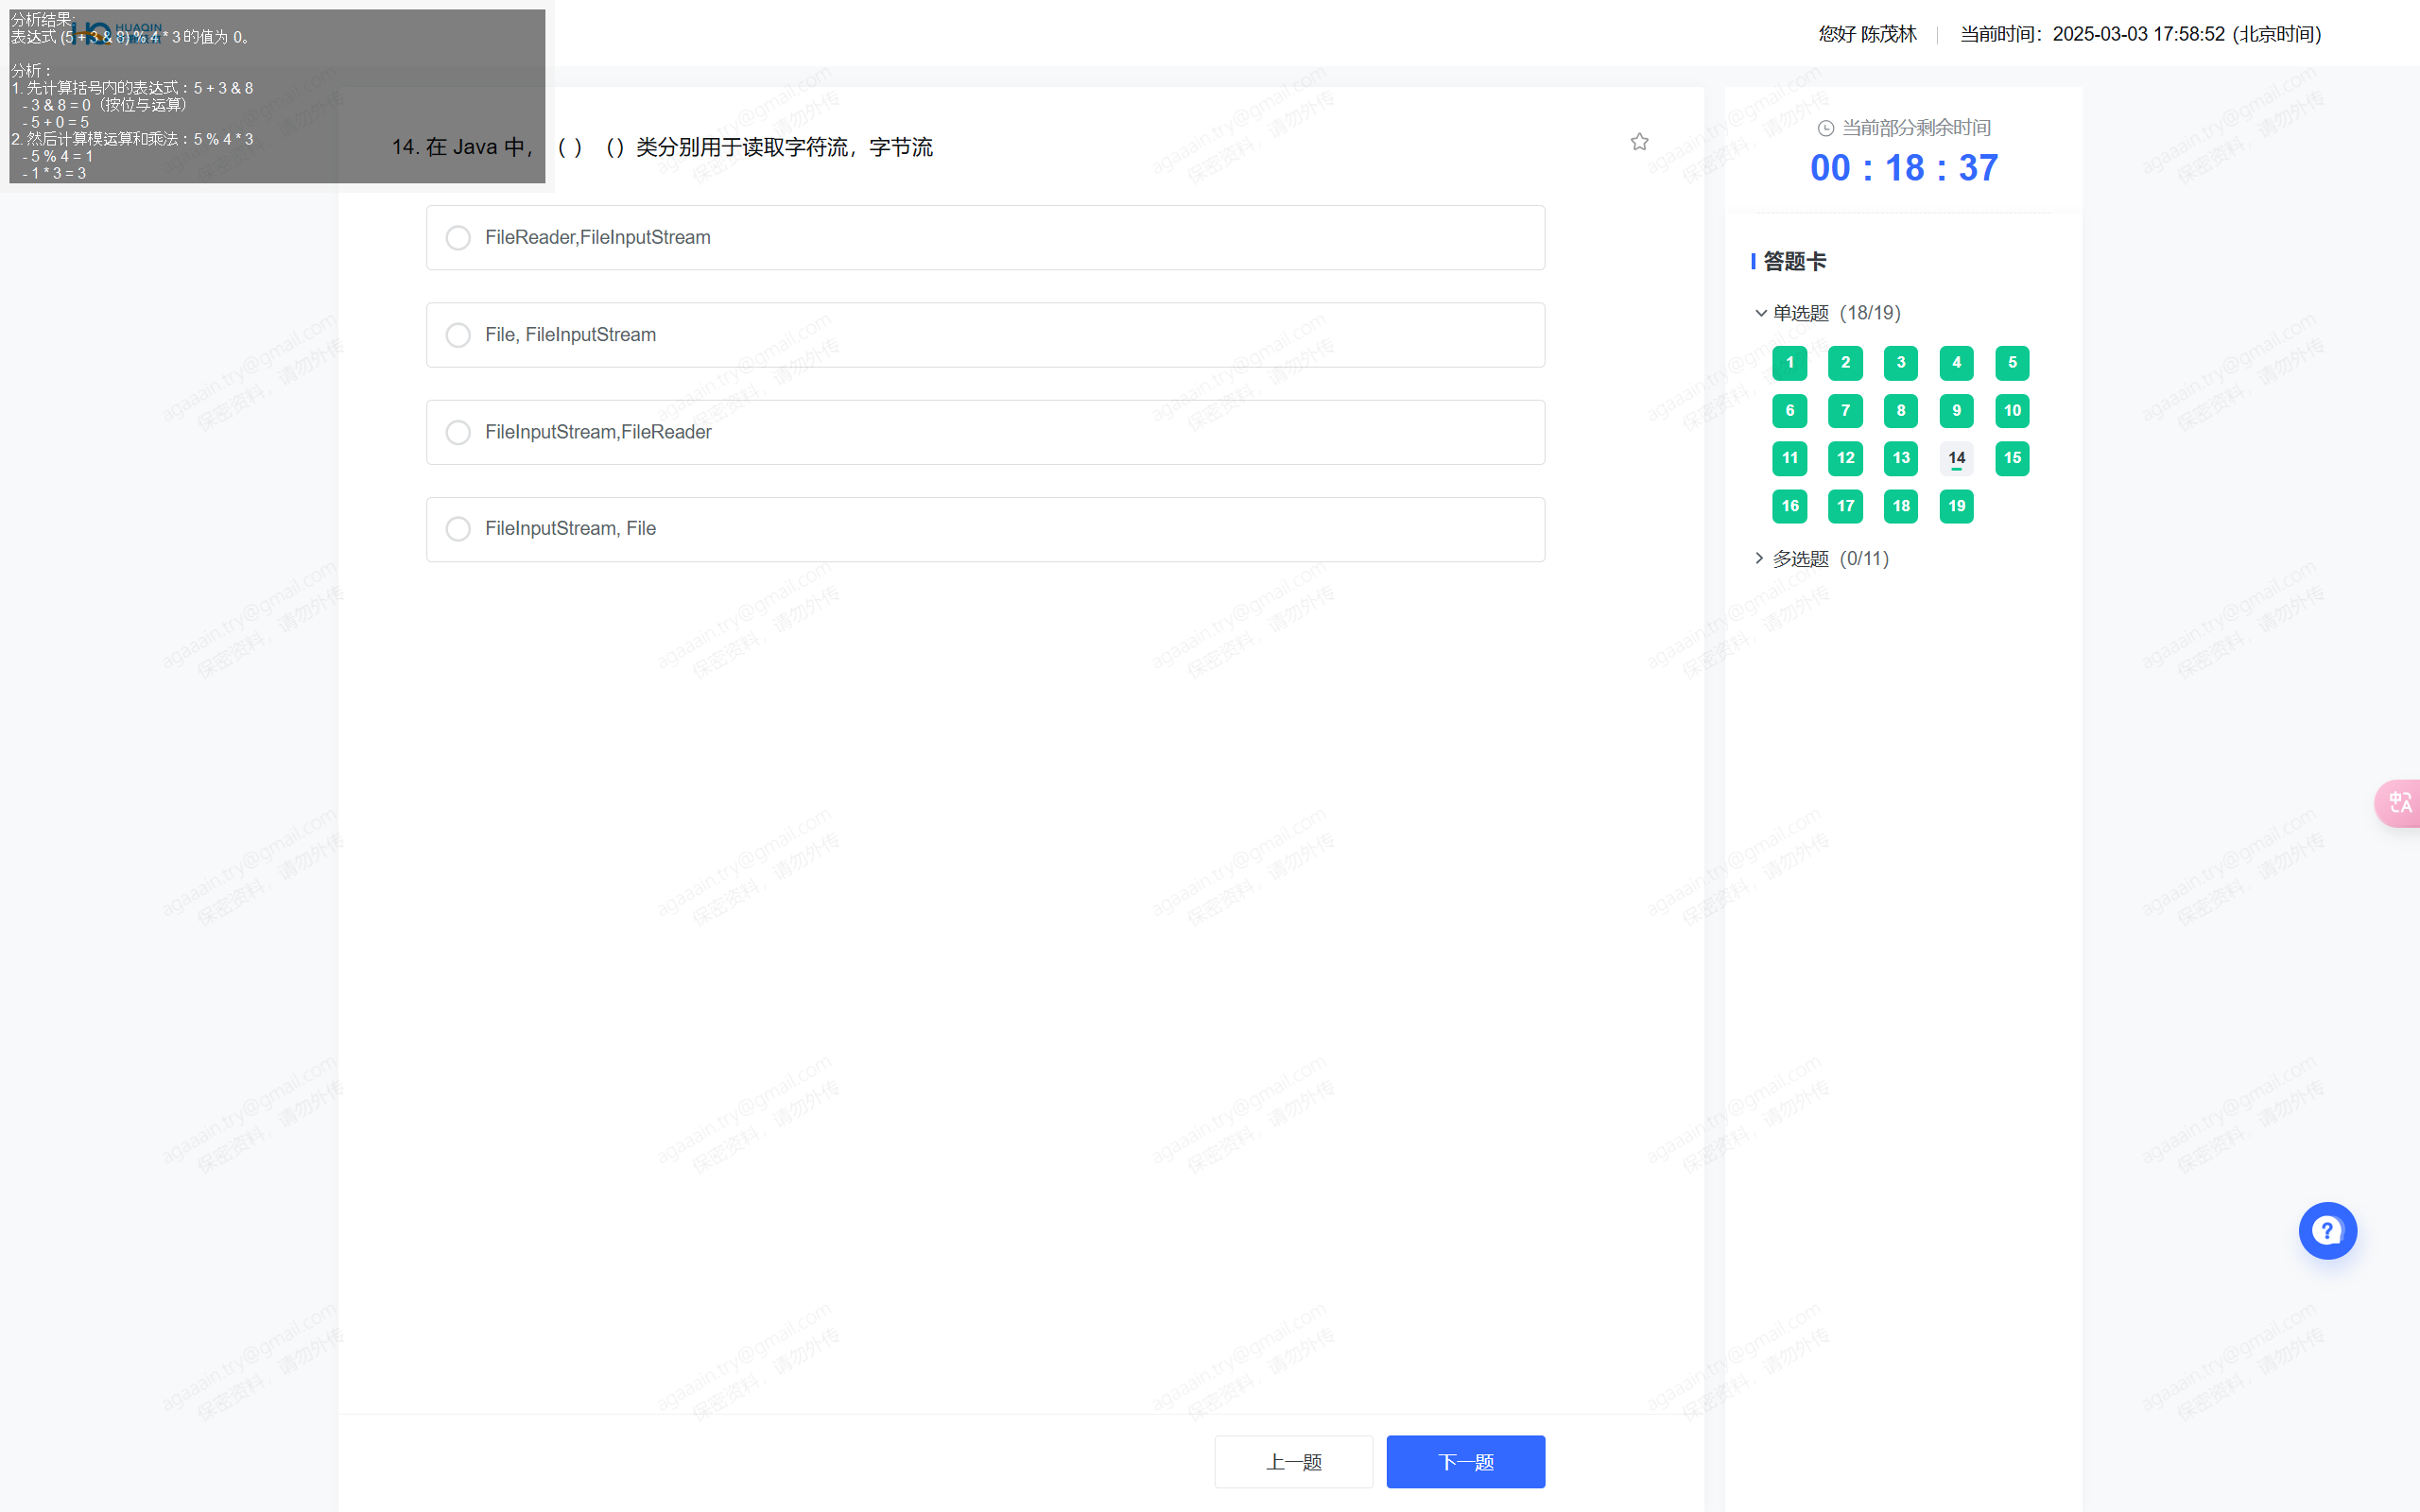 分析结果:
表达式 (5 + 3 & 8) % 4 * 3 的值为 0。
分析：
1. 先计算括号内的表达式：5 + 3 & 8
- 3 & 8 = 0（按位与运算）
- 5 + 0 = 5
2. 然后计算模运算和乘法：5 % 4 * 3
- 5 % 4 = 1
- 1 * 3 = 3
HUAQIN
您好 陈茂林
当前时间：2025-03-03 17:58:52 (北京时间)
14. 在 Java 中，（ ）（）类分别用于读取字符流，字节流
FileReader,FileInputStream
File, FileInputStream
FileInputStream,FileReader
FileInputStream, File
上一题
下一题
当前部分剩余时间
00 : 18 : 37
答题卡
单选题（18/19）
1 2 3 4 5
6 7 8 9 10
11 12 13 14 15
16 17 18 19
多选题（0/11）
agaaain.try@gmail.com
保密资料，请勿外传